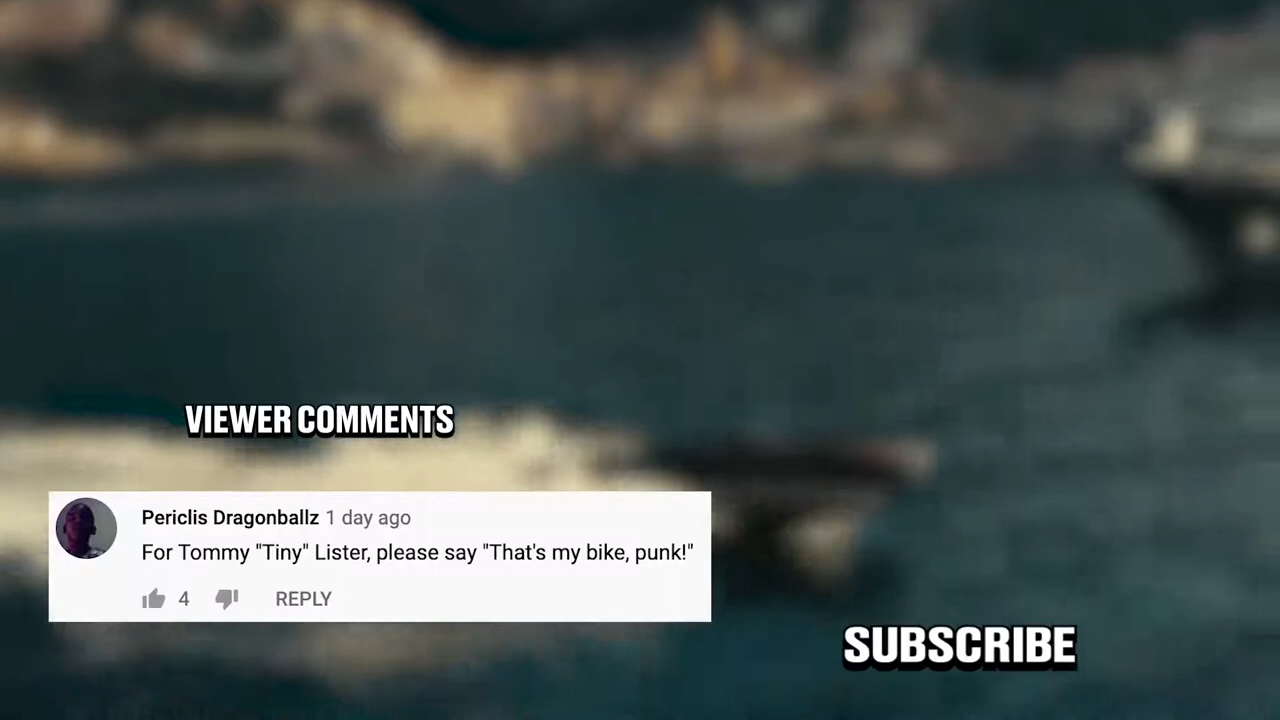 VIEWER COMMENTS
Periclis Dragonballz 1 day ago
For Tommy "Tiny" Lister, please say "That's my bike, punk!"
4 REPLY
SUBSCRIBE